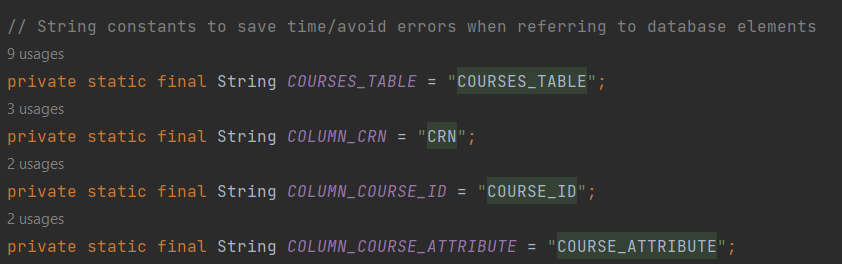 // String constants to save time/avoid errors when referring to database elements
9 usages
private static final String COURSES_TABLE = "COURSES_TABLE";
3 usages
private static final String COLUMN_CRN = "CRN";
2 usages
private static final String COLUMN_COURSE_ID = "COURSE_ID";
2 usages
private static final String COLUMN_COURSE_ATTRIBUTE = "COURSE_ATTRIBUTE";